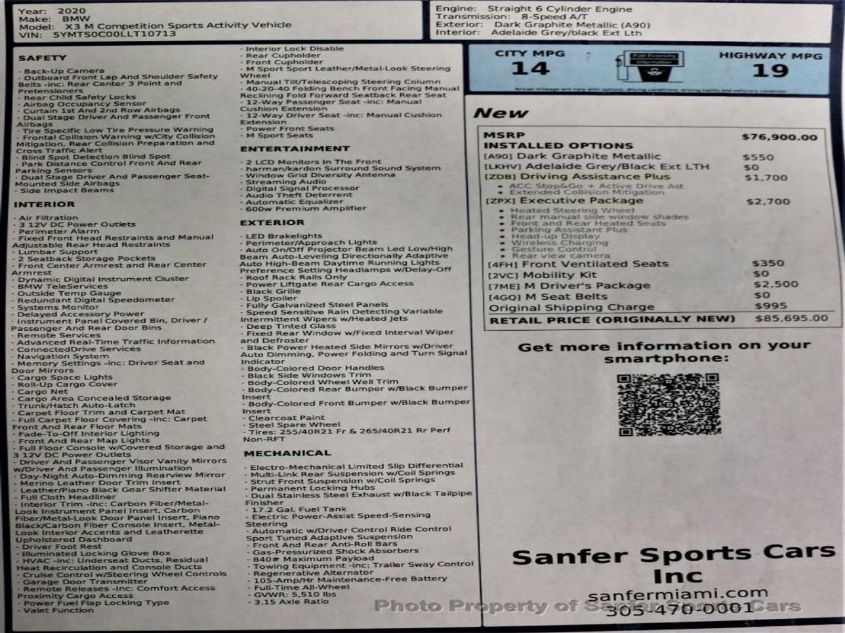 Year: 2020
Make: BMW
Model: X3 M Competition Sports Activity Vehicle
VIN: 5YMTS0C00LLT10713
Engine: Straight 6 Cylinder Engine
Transmission: 8-Speed A/T
Exterior: Dark Graphite Metallic (A90)
Interior: Adelaide Grey/black Ext Lth
SAFETY
· Back-Up Camera
· Outboard Front Lap And Shoulder Safety
Belts -inc: Rear Center 3 Point and
Pretensioners
· Rear Child Safety Locks
· Airbag Occupancy Sensor
· Curtain 1st And 2nd Row Airbags
· Dual Stage Driver And Passenger Front
Airbags
· Tire Specific Low Tire Pressure Warning
· Frontal Collision Warning w/City Collision
Mitigation, Rear Collision Preparation and
Cross Traffic Alert
· Blind Spot Detection Blind Spot
· Park Distance Control Front And Rear
Parking Sensors
· Dual Stage Driver And Passenger Seat-
Mounted Side Airbags
· Side Impact Beams
INTERIOR
· Air Filtration
· 3 12V DC Power Outlets
· Perimeter Alarm
· Fixed Front Head Restraints and Manual
Adjustable Rear Head Restraints
· Lumbar Support
· 2 Seatback Storage Pockets
· Front Center Armrest and Rear Center
Armrest
· Dynamic Digital Instrument Cluster
· BMW TeleServices
· Outside Temp Gauge
· Redundant Digital Speedometer
· Systems Monitor
· Delayed Accessory Power
· Instrument Panel Covered Bin, Driver /
Passenger And Rear Door Bins
· Remote Services
· Advanced Real-Time Traffic Information
· ConnectedDrive Services
· Navigation System
· Memory Settings -inc: Driver Seat and
Door Mirrors
· Cargo Space Lights
· Roll-Up Cargo Cover
· Cargo Net
· Cargo Area Concealed Storage
· Trunk/Hatch Auto-Latch
· Carpet Floor Trim and Carpet Mat
· Full Carpet Floor Covering -inc: Carpet
Front And Rear Floor Mats
· Fade-To-Off Interior Lighting
· Front And Rear Map Lights
· Full Floor Console w/Covered Storage and
3 12V DC Power Outlets
· Driver And Passenger Visor Vanity Mirrors
w/Driver And Passenger Illumination
· Day-Night Auto-Dimming Rearview Mirror
· Merino Leather Door Trim Insert
· Leather/Piano Black Gear Shifter Material
· Full Cloth Headliner
· Interior Trim -inc: Carbon Fiber/Metal-
Look Instrument Panel Insert, Carbon
Fiber/Metal-Look Door Panel Insert, Piano
Black/Carbon Fiber Console Insert, Metal-
Look Interior Accents and Leatherette
Upholstered Dashboard
· Driver Foot Rest
· Illuminated Locking Glove Box
· HVAC -inc: Underseat Ducts, Residual
Heat Recirculation and Console Ducts
· Cruise Control w/Steering Wheel Controls
· Garage Door Transmitter
· Remote Releases -Inc: Comfort Access
Proximity Cargo Access
· Power Fuel Flap Locking Type
· Valet Function
· Interior Lock Disable
· Rear Cupholder
· Front Cupholder
· M Sport Sport Leather/Metal-Look Steering
Wheel
· Manual Tilt/Telescoping Steering Column
· 40-20-40 Folding Bench Front Facing Manual
Reclining Fold Forward Seatback Rear Seat
· 12-Way Passenger Seat -inc: Manual
Cushion Extension
· 12-Way Driver Seat -inc: Manual Cushion
Extension
· Power Front Seats
· M Sport Seats
ENTERTAINMENT
· 2 LCD Monitors In The Front
· harman/kardon Surround Sound System
· Window Grid Diversity Antenna
· Streaming Audio
· Digital Signal Processor
· Audio Theft Deterrent
· Automatic Equalizer
· 600w Premium Amplifier
EXTERIOR
· LED Brakelights
· Perimeter/Approach Lights
· Auto On/Off Projector Beam Led Low/High
Beam Auto-Leveling Directionally Adaptive
Auto High-Beam Daytime Running Lights
Preference Setting Headlamps w/Delay-Off
· Roof Rack Rails Only
· Power Liftgate Rear Cargo Access
· Black Grille
· Lip Spoiler
· Fully Galvanized Steel Panels
· Speed Sensitive Rain Detecting Variable
Intermittent Wipers w/Heated Jets
· Deep Tinted Glass
· Fixed Rear Window w/Fixed Interval Wiper
and Defroster
· Black Power Heated Side Mirrors w/Driver
Auto Dimming, Power Folding and Turn Signal
Indicator
· Body-Colored Door Handles
· Black Side Windows Trim
· Body-Colored Wheel Well Trim
· Body-Colored Rear Bumper w/Black Bumper
Insert
· Body-Colored Front Bumper w/Black Bumper
Insert
· Clearcoat Paint
· Steel Spare Wheel
· Tires: 255/40R21 Fr & 265/40R21 Rr Perf
Non-RFT
MECHANICAL
· Electro-Mechanical Limited Slip Differential
· Multi-Link Rear Suspension w/Coil Springs
· Strut Front Suspension w/Coil Springs
· Permanent Locking Hubs
· Dual Stainless Steel Exhaust w/Black Tailpipe
Finisher
· 17.2 Gal. Fuel Tank
· Electric Power-Assist Speed-Sensing
Steering
· Automatic w/Driver Control Ride Control
Sport Tuned Adaptive Suspension
· Front And Rear Anti-Roll Bars
· Gas-Pressurized Shock Absorbers
· 840# Maximum Payload
· Towing Equipment -inc: Trailer Sway Control
· Regenerative Alternator
· 105-Amp/Hr Maintenance-Free Battery
· Full-Time All-Wheel
· GVWR: 5,510 lbs
· 3.15 Axle Ratio
CITY MPG
14
HIGHWAY MPG
19
New
MSRP $76,900.00
INSTALLED OPTIONS
[A90] Dark Graphite Metallic $550
[LKHV] Adelaide Grey/Black Ext LTH $0
[ZDB] Driving Assistance Plus $1,700
• ACC Stop&Go + Active Drive Ast
• Extended Collision Mitigation
[ZPX] Executive Package $2,700
• Heated Steering Wheel
• Rear manual side window shades
• Front and Rear Heated Seats
• Parking Assistant Plus
• Head-up Display
• Wireless Charging
• Gesture Control
• Rear view camera
[4FH] Front Ventilated Seats $350
[2VC] Mobility Kit $0
[7ME] M Driver's Package $2,500
[4GQ] M Seat Belts $0
Original Shipping Charge $995
RETAIL PRICE (ORIGINALLY NEW) $85,695.00
Get more information on your
smartphone:
Sanfer Sports Cars
Inc
sanfermiami.com
305-470-0001
Photo Property of Sanfer Sports Cars